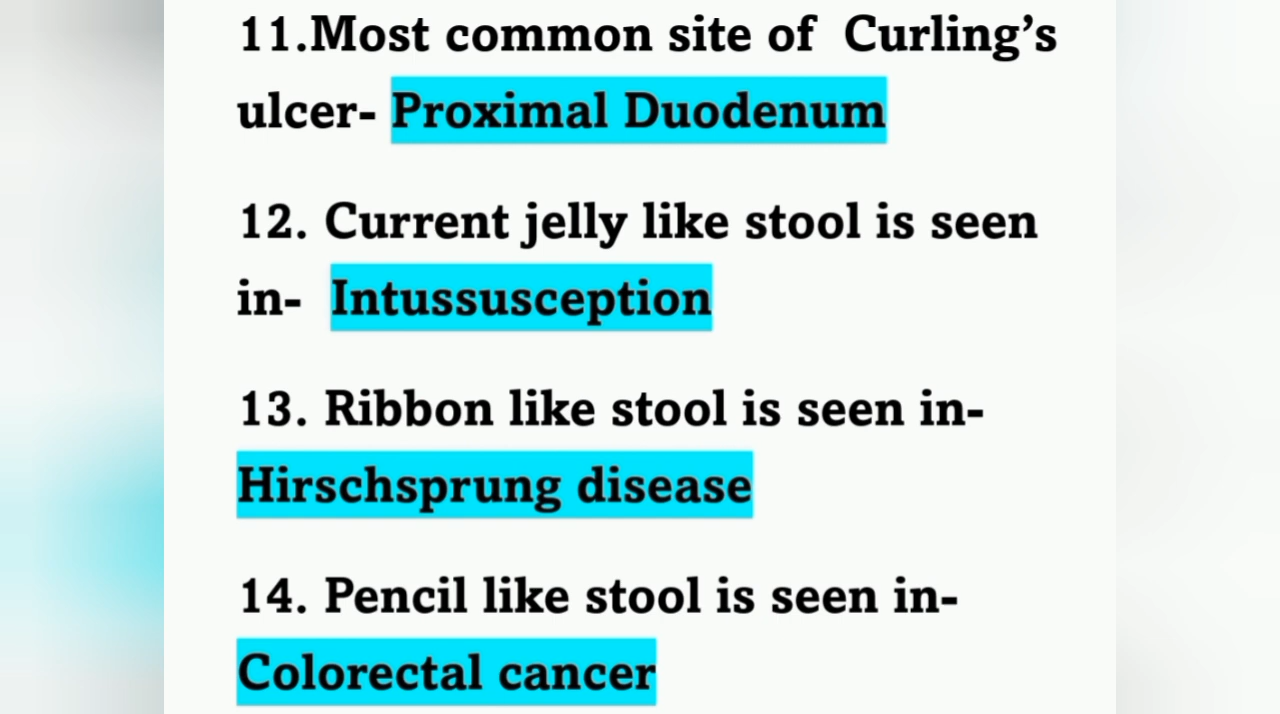 11.Most common site of  Curling’s
ulcer- Proximal Duodenum
12. Current jelly like stool is seen
in-  Intussusception
13. Ribbon like stool is seen in-
Hirschsprung disease
14. Pencil like stool is seen in-
Colorectal cancer